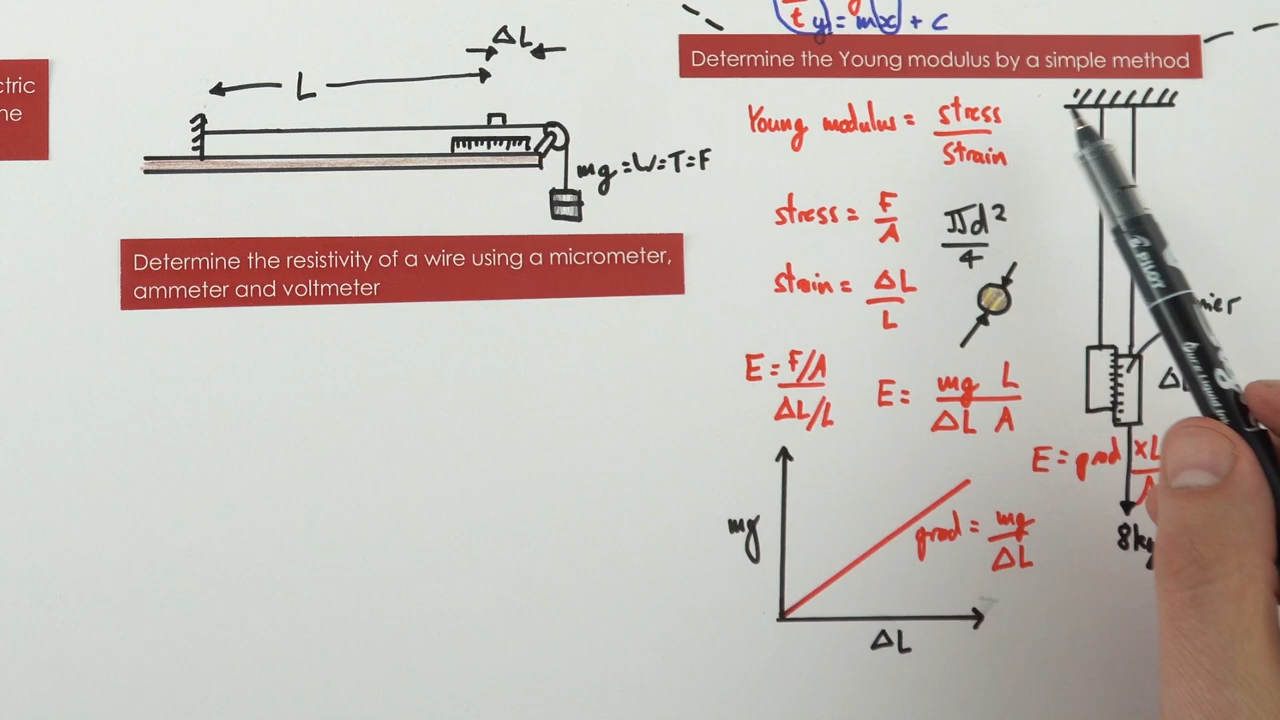 ΔL
L
mg = W = T = F
Determine the resistivity of a wire using a micrometer,
ammeter and voltmeter
t
y = mx + c
Determine the Young modulus by a simple method
Young modulus = stress
strain
stress = F
A
πd²
4
strain = ΔL
L
E = F/A
ΔL/L
E = mg L
ΔL A
E = grad × L
mg
grad = mg
ΔL
ΔL
8kg
PILOT